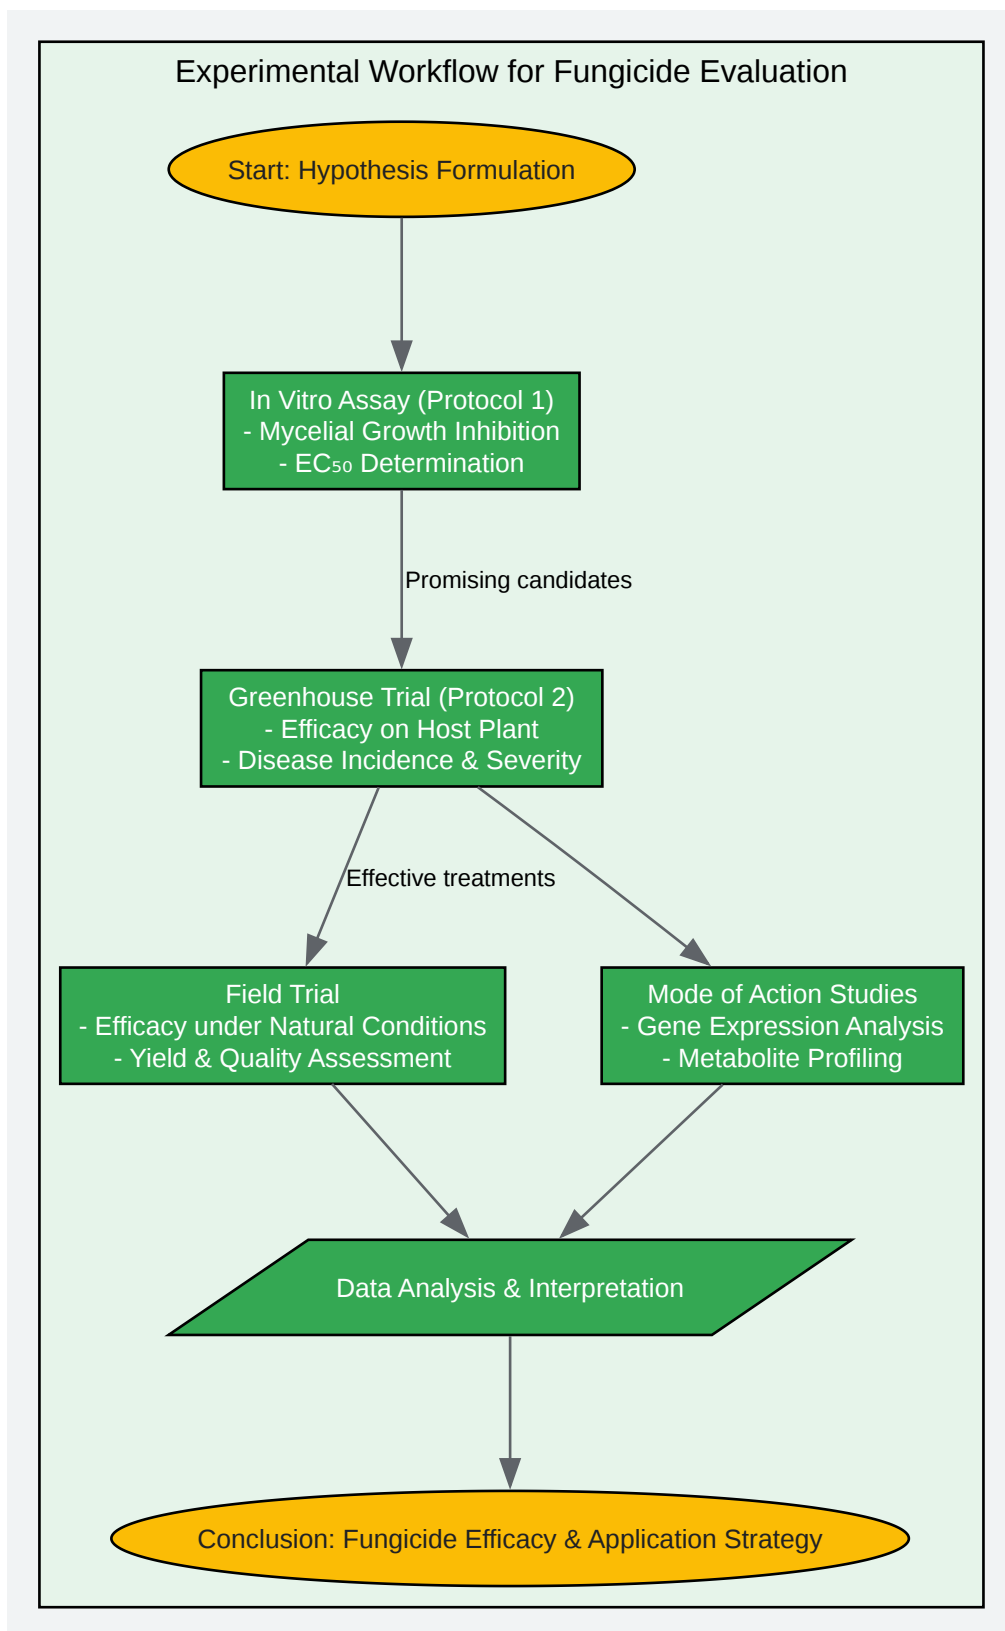 Experimental Workflow for Fungicide Evaluation
Start: Hypothesis Formulation
In Vitro Assay (Protocol 1)
- Mycelial Growth Inhibition
- EC₅₀ Determination
Promising candidates
Greenhouse Trial (Protocol 2)
- Efficacy on Host Plant
- Disease Incidence & Severity
Effective treatments
Field Trial
- Efficacy under Natural Conditions
- Yield & Quality Assessment
Mode of Action Studies
- Gene Expression Analysis
- Metabolite Profiling
Data Analysis & Interpretation
Conclusion: Fungicide Efficacy & Application Strategy